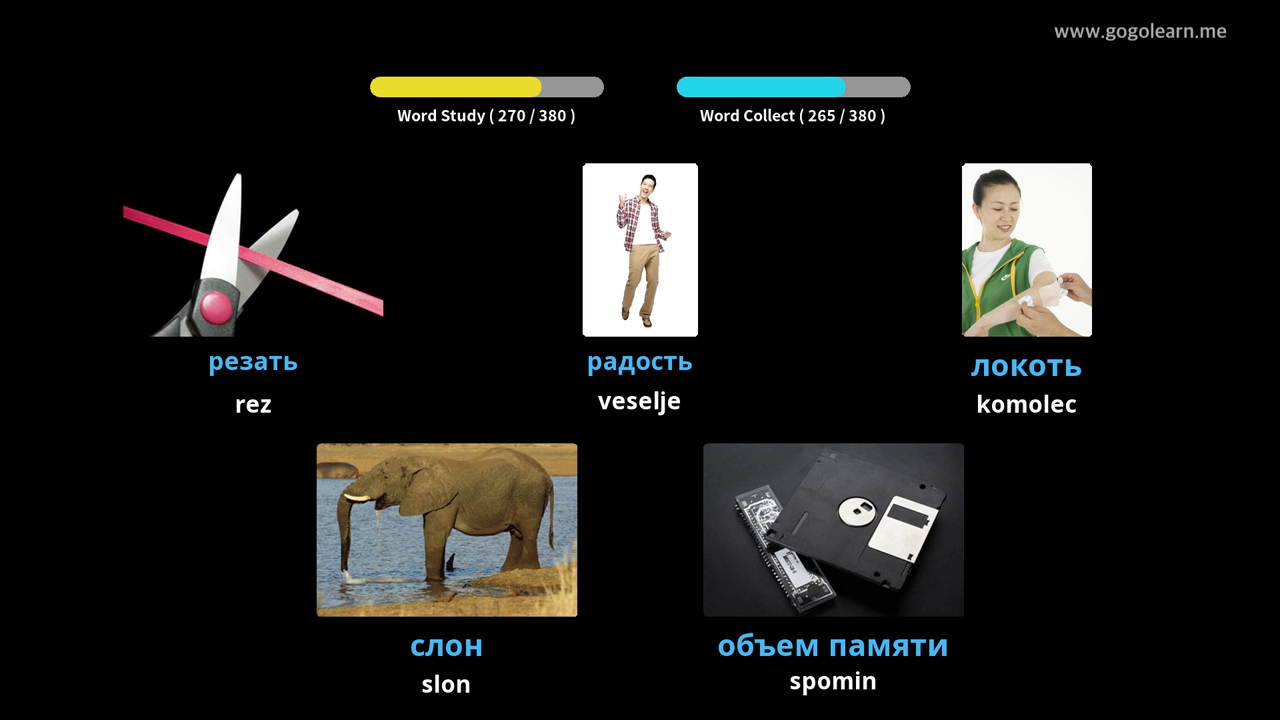 www.gogolearn.me
Word Study ( 270 / 380 )
Word Collect ( 265 / 380 )
резать
rez
радость
veselje
локоть
komolec
слон
slon
объем памяти
spomin